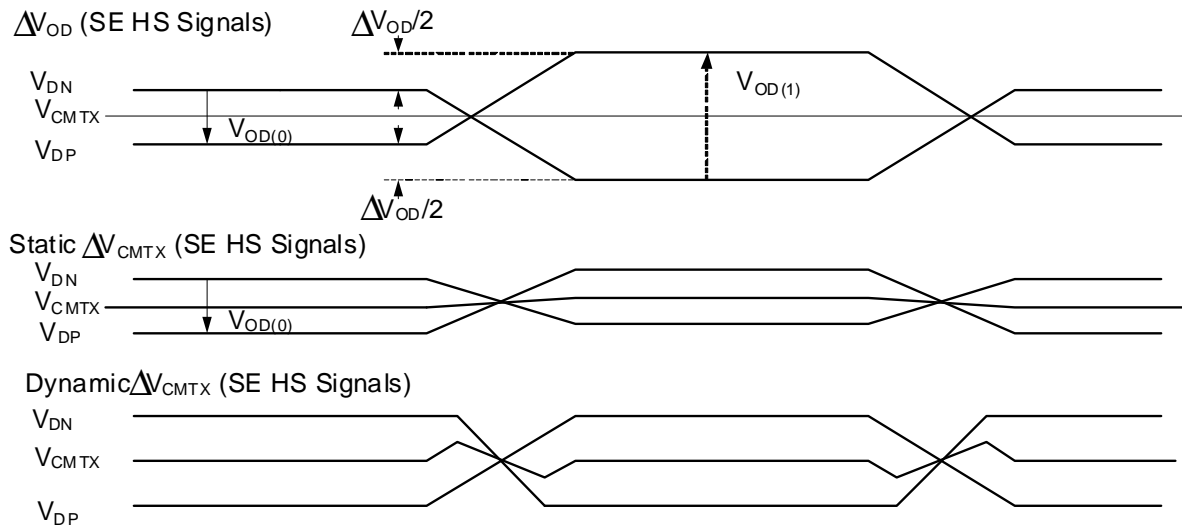 ΔV_OD (SE HS Signals)
ΔV_OD/2
V_DN
V_CMTX
V_DP
V_OD(0)
V_OD(1)
ΔV_OD/2
Static ΔV_CMTX (SE HS Signals)
V_DN
V_CMTX
V_DP
V_OD(0)
Dynamic ΔV_CMTX (SE HS Signals)
V_DN
V_CMTX
V_DP